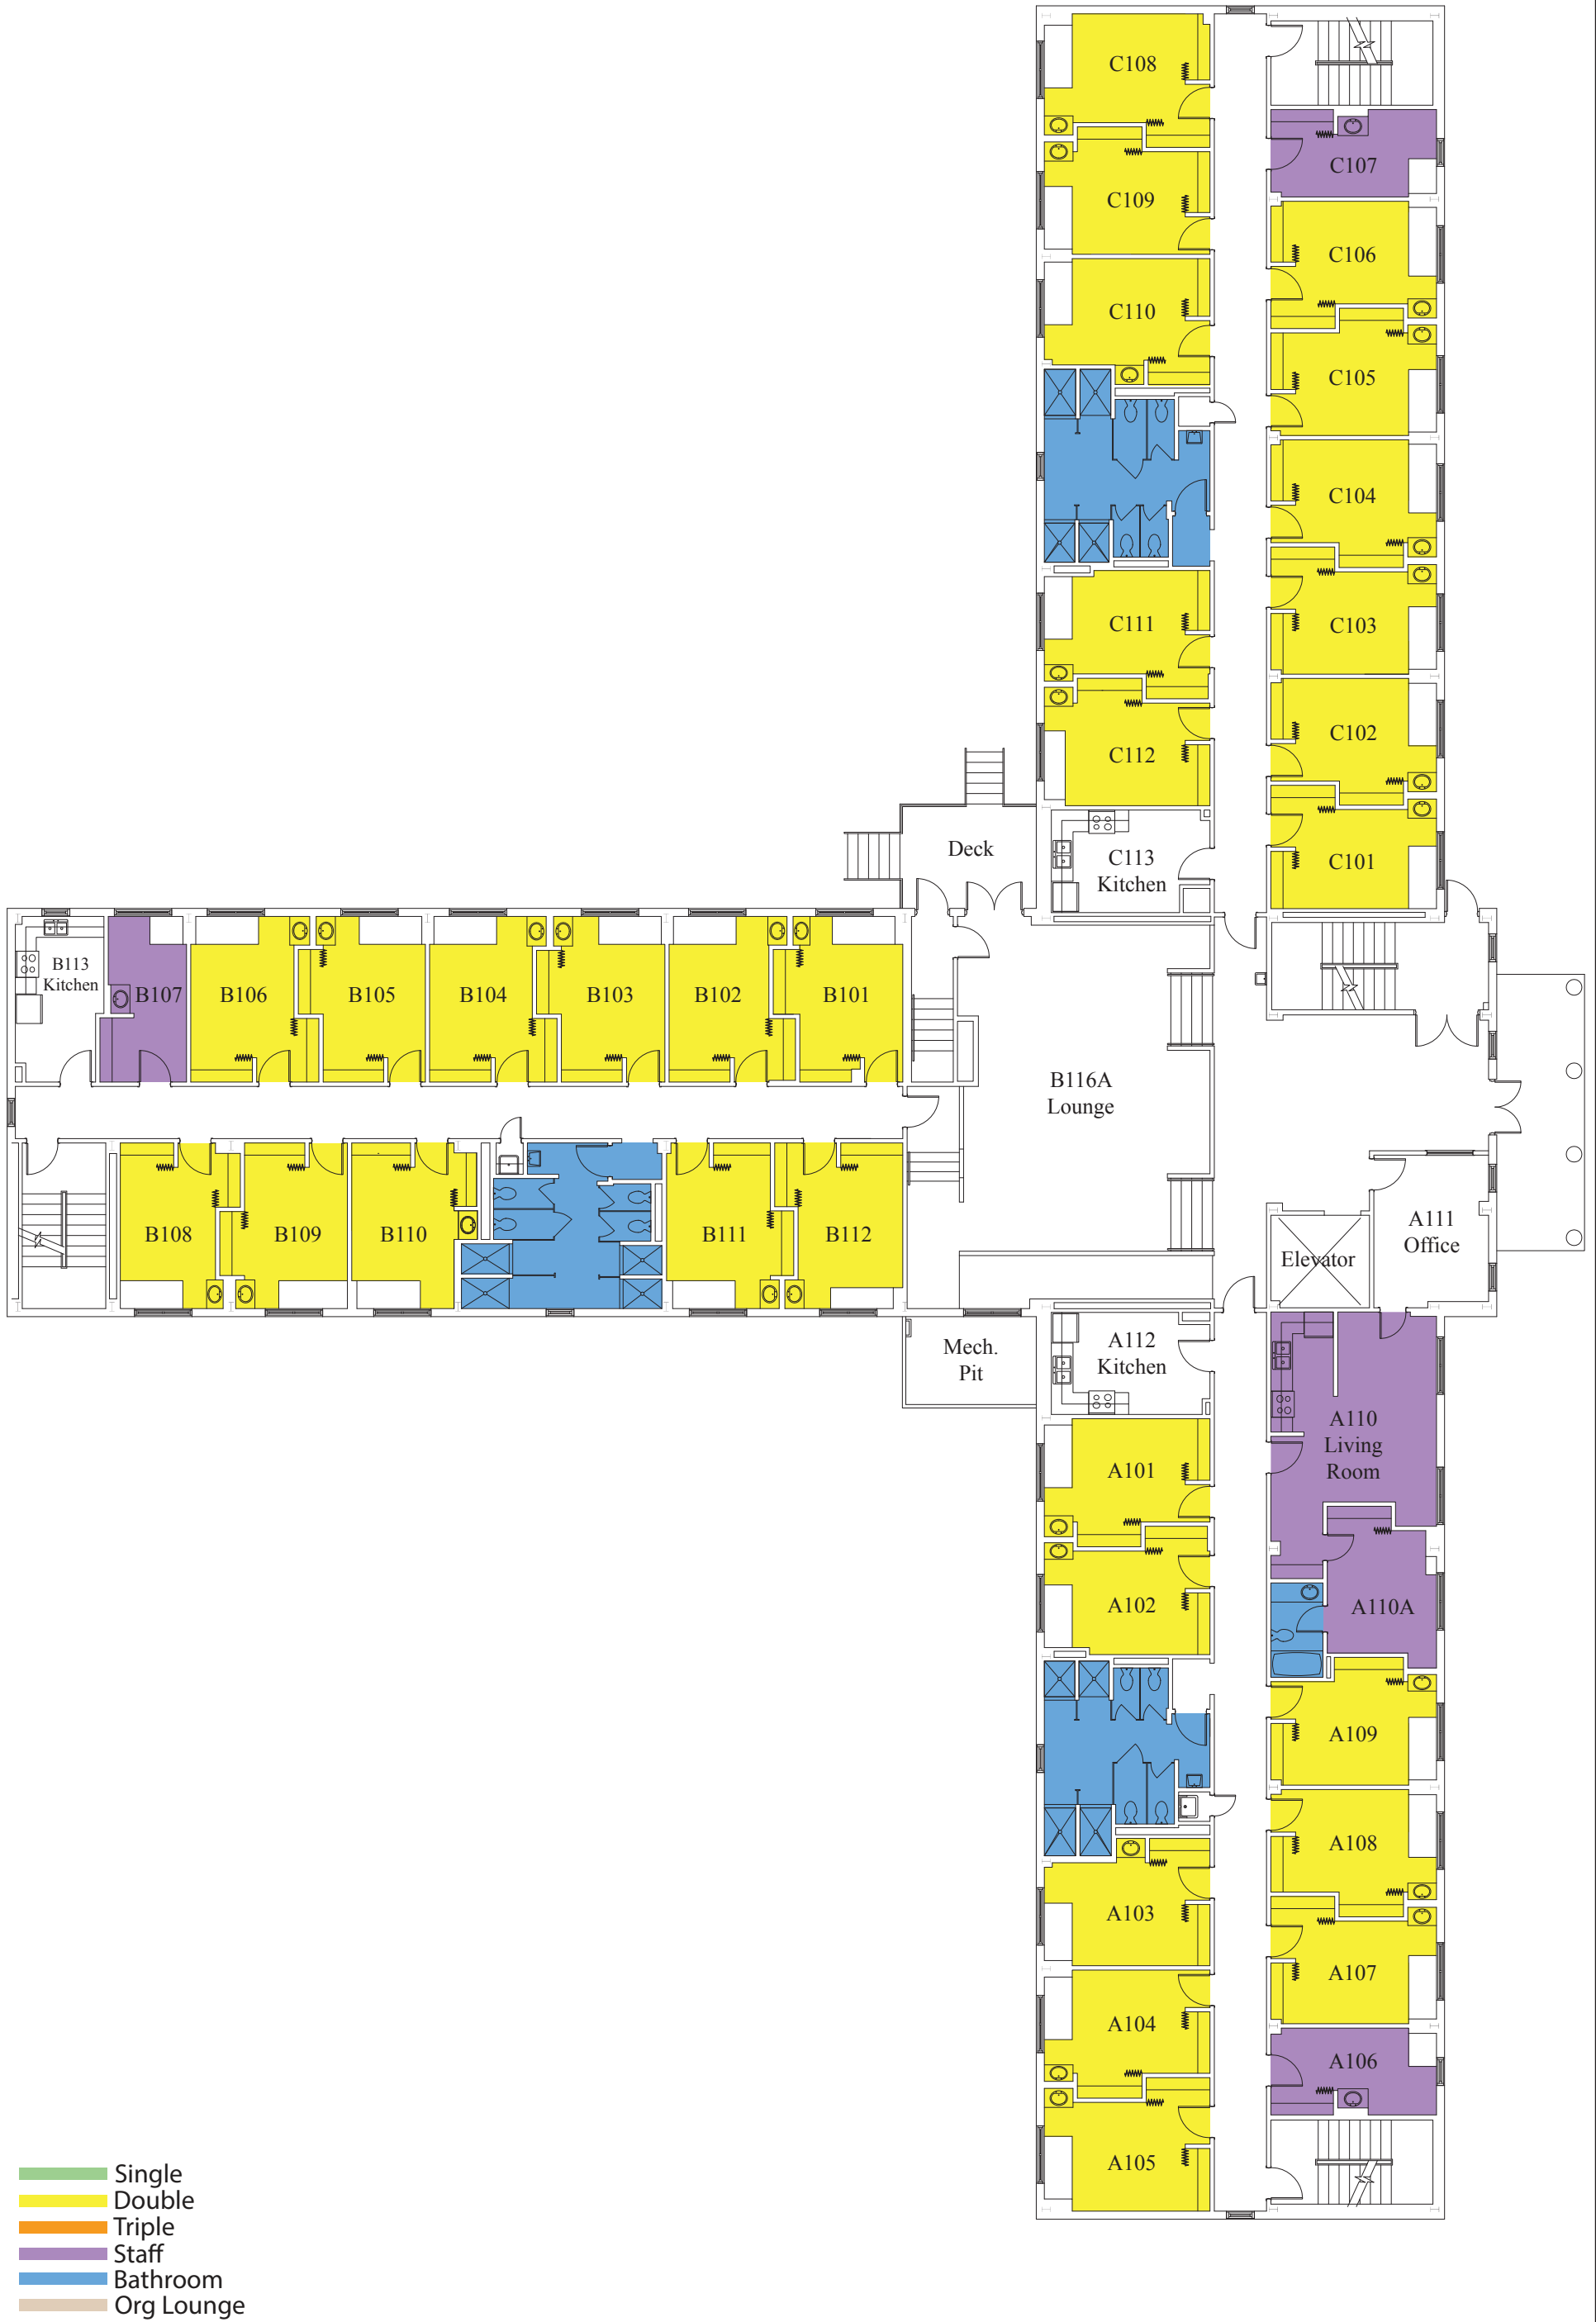 C108
C107
C109
C106
C110
C105
C104
C111
C103
C102
C112
Deck
C113
Kitchen
C101
B113
Kitchen
B107
B106
B105
B104
B103
B102
B101
B116A
Lounge
B108
B109
B110
B111
B112
A111
Office
Elevator
Mech.
Pit
A112
Kitchen
A110
Living
Room
A101
A102
A110A
A109
A108
A103
A107
A104
A106
A105
Single
Double
Triple
Staff
Bathroom
Org Lounge